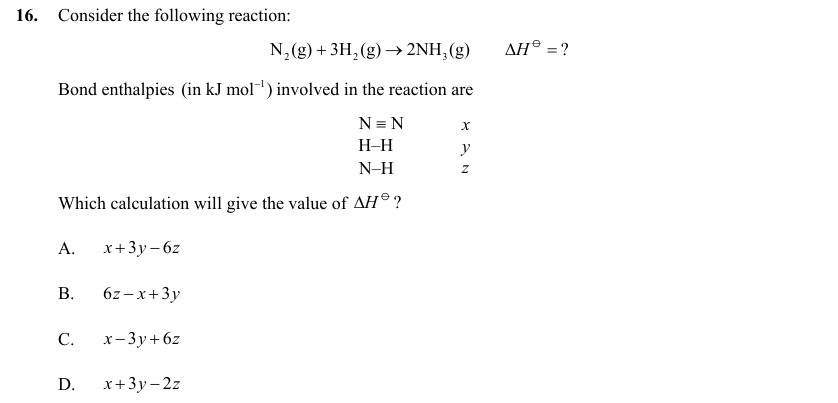 16. Consider the following reaction:
N₂(g) + 3H₂(g) → 2NH₃(g) ΔH⊖ = ?
Bond enthalpies (in kJ mol⁻¹) involved in the reaction are
N ≡ N x
H–H y
N–H z
Which calculation will give the value of ΔH⊖ ?
A. x + 3y − 6z
B. 6z − x + 3y
C. x − 3y + 6z
D. x + 3y − 2z